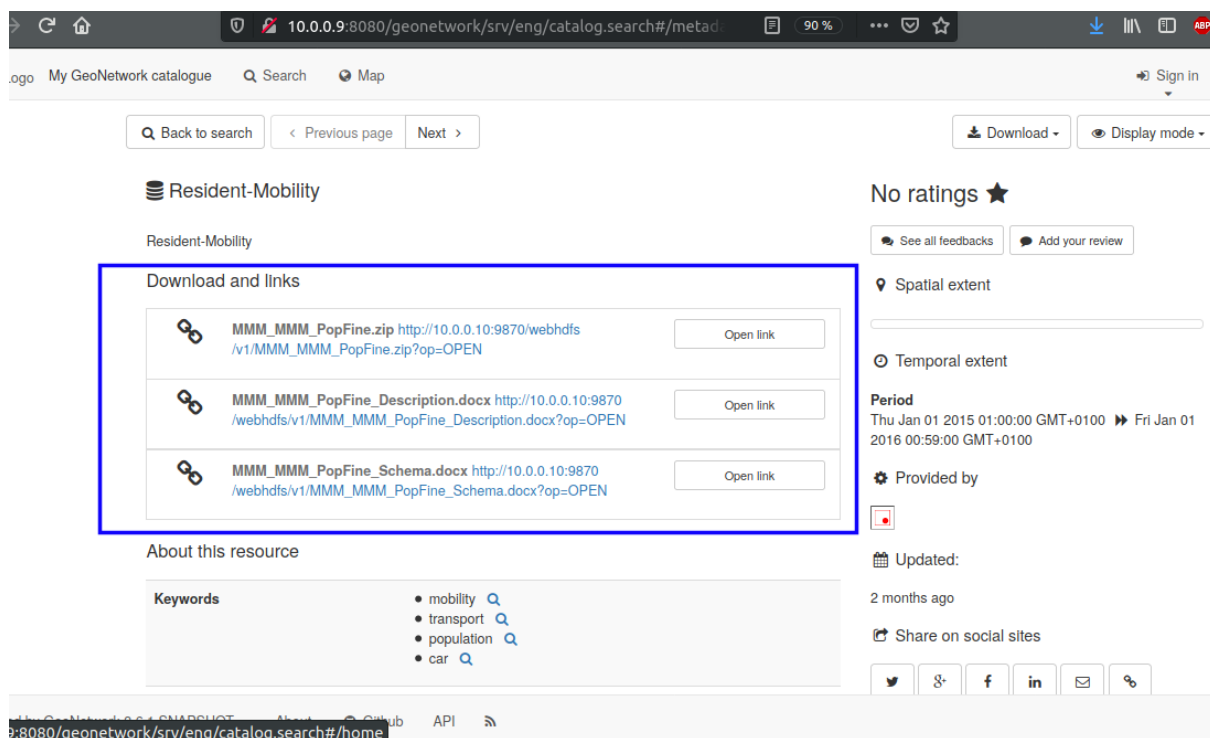 10.0.0.9:8080/geonetwork/srv/eng/catalog.search#/metad
90 %
ABP
ogo My GeoNetwork catalogue Search Map Sign in
Back to search < Previous page Next > Download Display mode
Resident-Mobility
Resident-Mobility
Download and links
MMM_MMM_PopFine.zip http://10.0.0.10:9870/webhdfs
/v1/MMM_MMM_PopFine.zip?op=OPEN
Open link
MMM_MMM_PopFine_Description.docx http://10.0.0.10:9870
/webhdfs/v1/MMM_MMM_PopFine_Description.docx?op=OPEN
Open link
MMM_MMM_PopFine_Schema.docx http://10.0.0.10:9870
/webhdfs/v1/MMM_MMM_PopFine_Schema.docx?op=OPEN
Open link
About this resource
Keywords
mobility
transport
population
car
No ratings
See all feedbacks Add your review
Spatial extent
Temporal extent
Period
Thu Jan 01 2015 01:00:00 GMT+0100 Fri Jan 01
2016 00:59:00 GMT+0100
Provided by
Updated:
2 months ago
Share on social sites
API
9:8080/geonetwork/srv/eng/catalog.search#/home